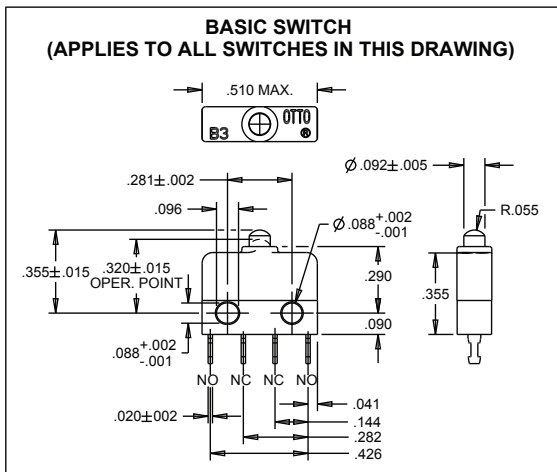 BASIC SWITCH
(APPLIES TO ALL SWITCHES IN THIS DRAWING)
.510 MAX.
B3
OTTO
®
.281±.002
Ø.092±.005
.096
Ø.088+.002
-.001
R.055
.355±.015
.320±.015
OPER. POINT
.290
.355
.090
.088+.002
-.001
NO NC NC NO
.041
.020±002
.144
.282
.426